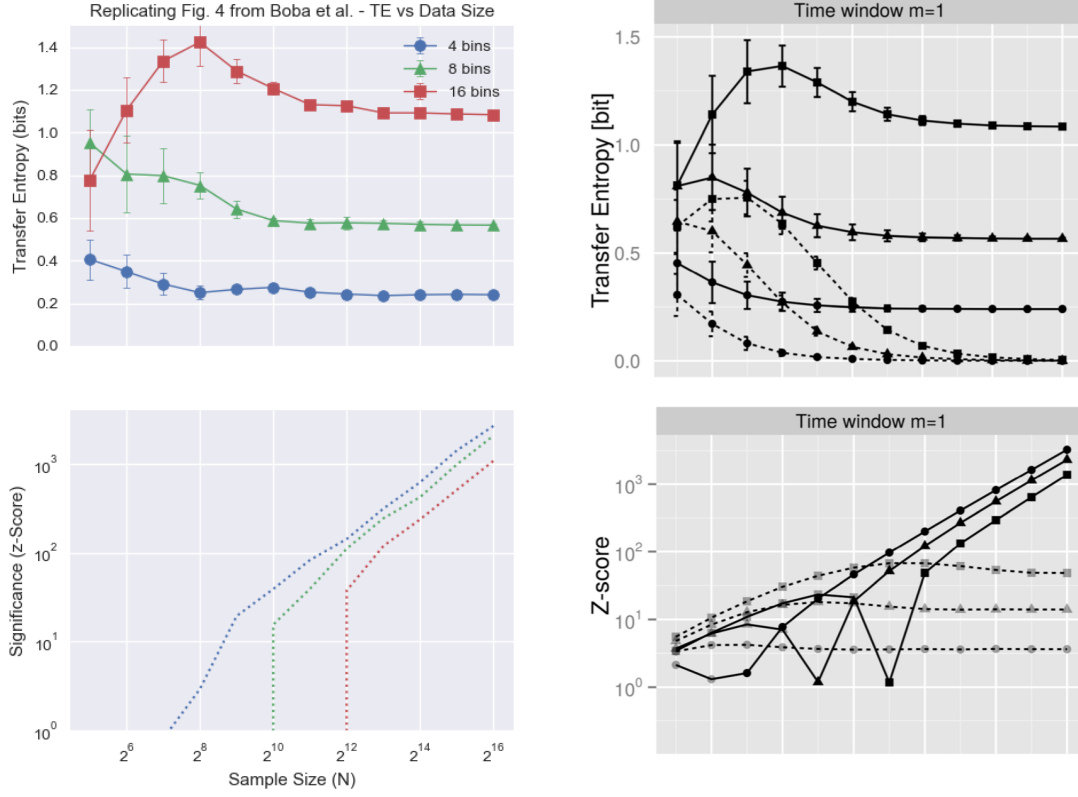 Replicating Fig. 4 from Boba et al. - TE vs Data Size
Transfer Entropy (bits)
1.4
1.2
1.0
0.8
0.6
0.4
0.2
0.0
4 bins
8 bins
16 bins
Time window m=1
Transfer Entropy [bit]
1.5
1.0
0.5
0.0
Significance (z-Score)
10³
10²
10¹
10⁰
2⁶
2⁸
2¹⁰
2¹²
2¹⁴
2¹⁶
Sample Size (N)
Time window m=1
Z-score
10³
10²
10¹
10⁰